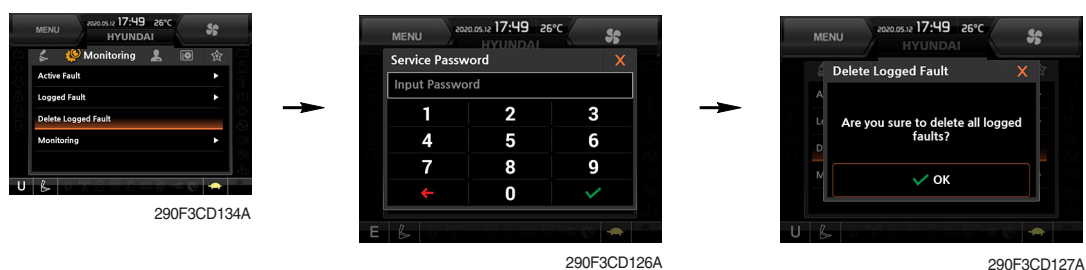 MENU
2020.05.12 17:49 26°C
HYUNDAI
Monitoring
Active Fault
Logged Fault
Delete Logged Fault
Monitoring
U
290F3CD134A
MENU
2020.05.12 17:49 26°C
HYUNDAI
Service Password X
Input Password
1 2 3
4 5 6
7 8 9
0
E
290F3CD126A
MENU
2020.05.12 17:49 26°C
HYUNDAI
Delete Logged Fault X
A
Lo
Are you sure to delete all logged
faults?
D
M
OK
U
290F3CD127A